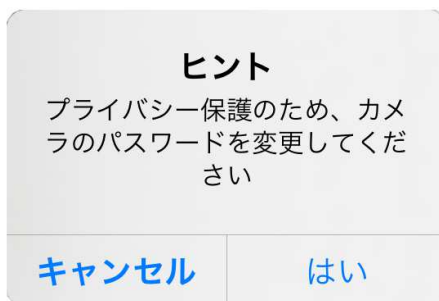 ヒント
プライバシー保護のため、カメ
ラのパスワードを変更してくだ
さい
キャンセル
はい